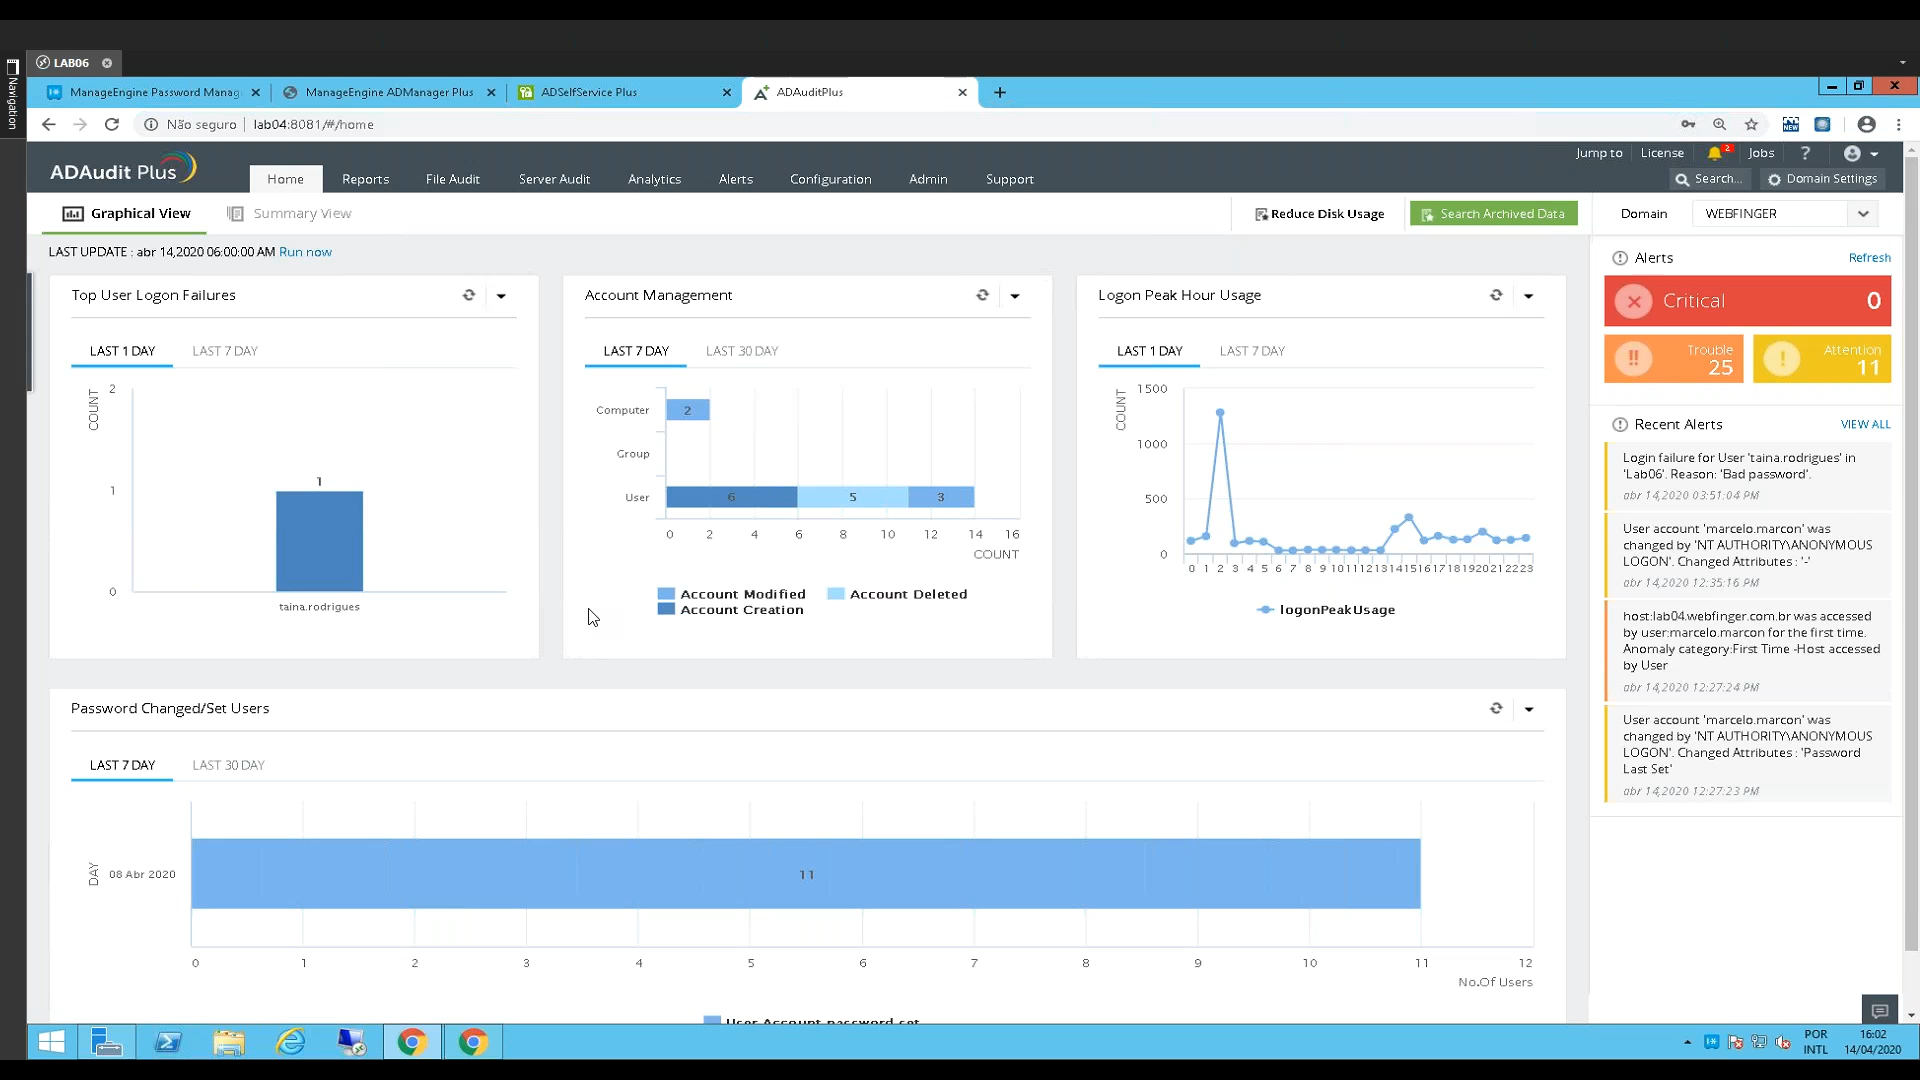 LAB06
Navigation
ManageEngine Password Manag
ManageEngine ADManager Plus
ADSelfService Plus
ADAuditPlus
Não seguro
lab04:8081/#/home
NEW
ADAudit Plus
Home
Reports
File Audit
Server Audit
Analytics
Alerts
Configuration
Admin
Support
Jump to
License
2
Jobs
?
Search...
Domain Settings
Graphical View
Summary View
Reduce Disk Usage
Search Archived Data
Domain
WEBFINGER
LAST UPDATE : abr 14,2020 06:00:00 AM Run now
Top User Logon Failures
LAST 1 DAY
LAST 7 DAY
COUNT
2
1
0
1
taina.rodrigues
Account Management
LAST 7 DAY
LAST 30 DAY
Computer
2
Group
User
6
5
3
0 2 4 6 8 10 12 14 16
COUNT
Account Modified
Account Deleted
Account Creation
Logon Peak Hour Usage
LAST 1 DAY
LAST 7 DAY
COUNT
1500
1000
500
0
0 1 2 3 4 5 6 7 8 9 10 11 12 13 14 15 16 17 18 19 20 21 22 23
logonPeakUsage
Password Changed/Set Users
LAST 7 DAY
LAST 30 DAY
DAY
08 Abr 2020
11
0 1 2 3 4 5 6 7 8 9 10 11 12
No.Of Users
User Account password set
Alerts
Refresh
Critical
0
Trouble
25
Attention
11
Recent Alerts
VIEW ALL
Login failure for User 'taina.rodrigues' in
'Lab06'. Reason: 'Bad password'.
abr 14,2020 03:51:04 PM
User account 'marcelo.marcon' was
changed by 'NT AUTHORITY\ANONYMOUS
LOGON'. Changed Attributes : '-'
abr 14,2020 12:35:16 PM
host:lab04.webfinger.com.br was accessed
by user:marcelo.marcon for the first time.
Anomaly category:First Time -Host accessed
by User
abr 14,2020 12:27:24 PM
User account 'marcelo.marcon' was
changed by 'NT AUTHORITY\ANONYMOUS
LOGON'. Changed Attributes : 'Password
Last Set'
abr 14,2020 12:27:23 PM
POR
INTL
16:02
14/04/2020